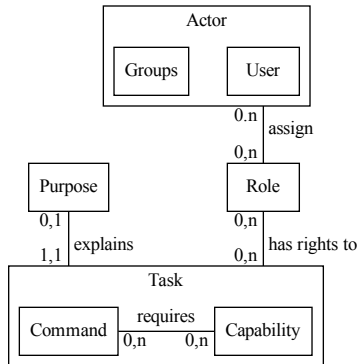 Actor
Groups User
0.n
assign
0,n
Purpose Role
0,1 0,n
explains has rights to
1,1 0,n
Task
requires
Command Capability
0,n 0,n